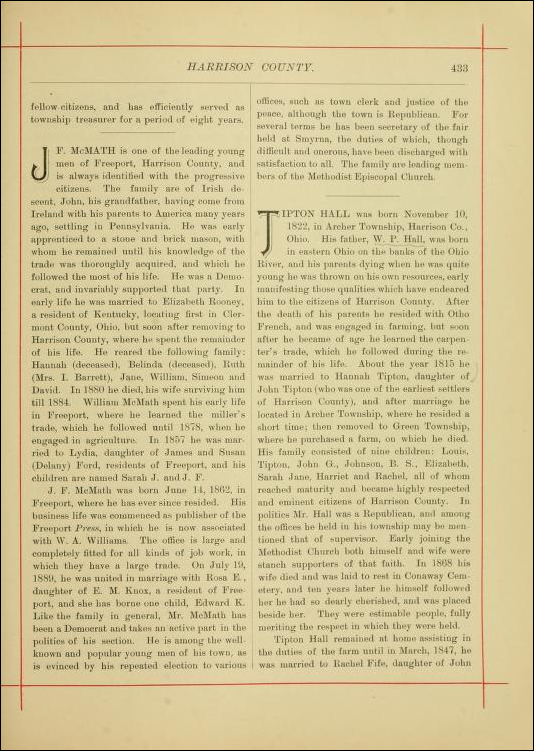 HARRISON COUNTY.
433
fellow-citizens, and has efficiently served as
township treasurer for a period of eight years.
J. F. McMATH is one of the leading young
men of Freeport, Harrison County, and
is always identified with the progressive
citizens. The family are of Irish de-
scent, John, his grandfather, having come from
Ireland with his parents to America many years
ago, settling in Pennsylvania. He was early
apprenticed to a stone and brick mason, with
whom he remained until his knowledge of the
trade was thoroughly acquired, and which he
followed the most of his life. He was a Demo-
crat, and invariably supported that party. In
early life he was married to Elizabeth Rooney,
a resident of Kentucky, locating first in Cler-
mont County, Ohio, but soon after removing to
Harrison County, where he spent the remainder
of his life. He reared the following family:
Hannah (deceased), Belinda (deceased), Ruth
(Mrs. I. Barrett), Jane, William, Simeon and
David. In 1880 he died, his wife surviving him
till 1884. William McMath spent his early life
in Freeport, where he learned the miller's
trade, which he followed until 1878, when he
engaged in agriculture. In 1857 he was mar-
ried to Lydia, daughter of James and Susan
(Delany) Ford, residents of Freeport, and his
children are named Sarah J. and J. F.
J. F. McMath was born June 14, 1862, in
Freeport, where he has ever since resided. His
business life was commenced as publisher of the
Freeport Press, in which he is now associated
with W. A. Williams. The office is large and
completely fitted for all kinds of job work, in
which they have a large trade. On July 19,
1889, he was united in marriage with Rosa E.,
daughter of E. M. Knox, a resident of Free-
port, and she has borne one child, Edward K.
Like the family in general, Mr. McMath has
been a Democrat and takes an active part in the
politics of his section. He is among the well-
known and popular young men of his town, as
is evinced by his repeated election to various
offices, such as town clerk and justice of the
peace, although the town is Republican. For
several terms he has been secretary of the fair
held at Smyrna, the duties of which, though
difficult and onerous, have been discharged with
satisfaction to all. The family are leading mem-
bers of the Methodist Episcopal Church.
TIPTON HALL was born November 10,
1822, in Archer Township, Harrison Co.,
Ohio. His father, W. P. Hall, was born
in eastern Ohio on the banks of the Ohio
River, and his parents dying when he was quite
young he was thrown on his own resources, early
manifesting those qualities which have endeared
him to the citizens of Harrison County. After
the death of his parents he resided with Otho
French, and was engaged in farming, but soon
after he became of age he learned the carpen-
ter's trade, which he followed during the re-
mainder of his life. About the year 1815 he
was married to Hannah Tipton, daughter of
John Tipton (who was one of the earliest settlers
of Harrison County), and after marriage he
located in Archer Township, where he resided a
short time; then removed to Green Township,
where he purchased a farm, on which he died.
His family consisted of nine children: Louis,
Tipton, John G., Johnson, B. S., Elizabeth,
Sarah Jane, Harriet and Rachel, all of whom
reached maturity and became highly respected
and eminent citizens of Harrison County. In
politics Mr. Hall was a Republican, and among
the offices he held in his township may be men-
tioned that of supervisor. Early joining the
Methodist Church both himself and wife were
stanch supporters of that faith. In 1868 his
wife died and was laid to rest in Conaway Cem-
etery, and ten years later he himself followed
her he had so dearly cherished, and was placed
beside her. They were estimable people, fully
meriting the respect in which they were held.
Tipton Hall remained at home assisting in
the duties of the farm until in March, 1847, he
was married to Rachel Fife, daughter of John